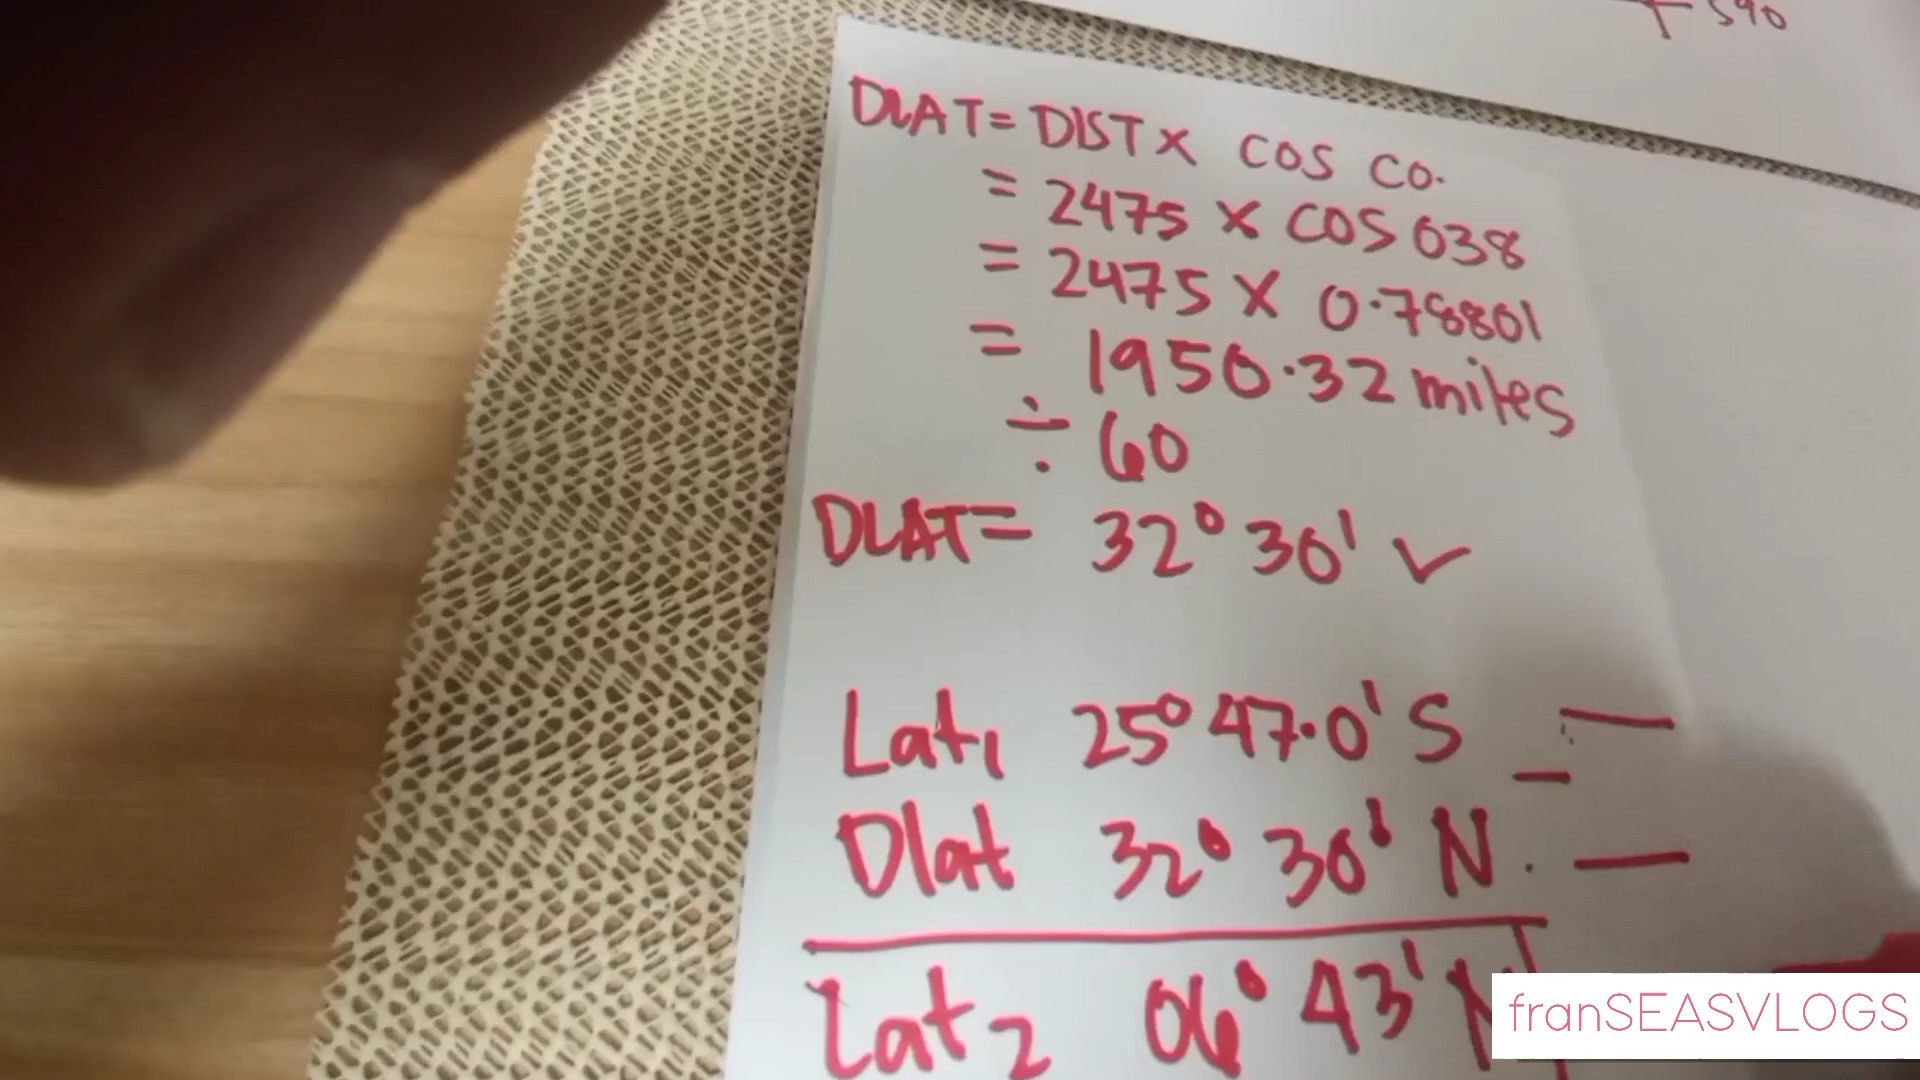 590
DLAT = DIST X COS CO.
= 2475 X COS 038
= 2475 X 0.78801
= 1950.32 miles
÷ 60
DLAT = 32° 30' ✓
Lat1 25° 47.0' S
Dlat 32° 30' N.
Lat2 06° 43' N
franSEASVLOGS